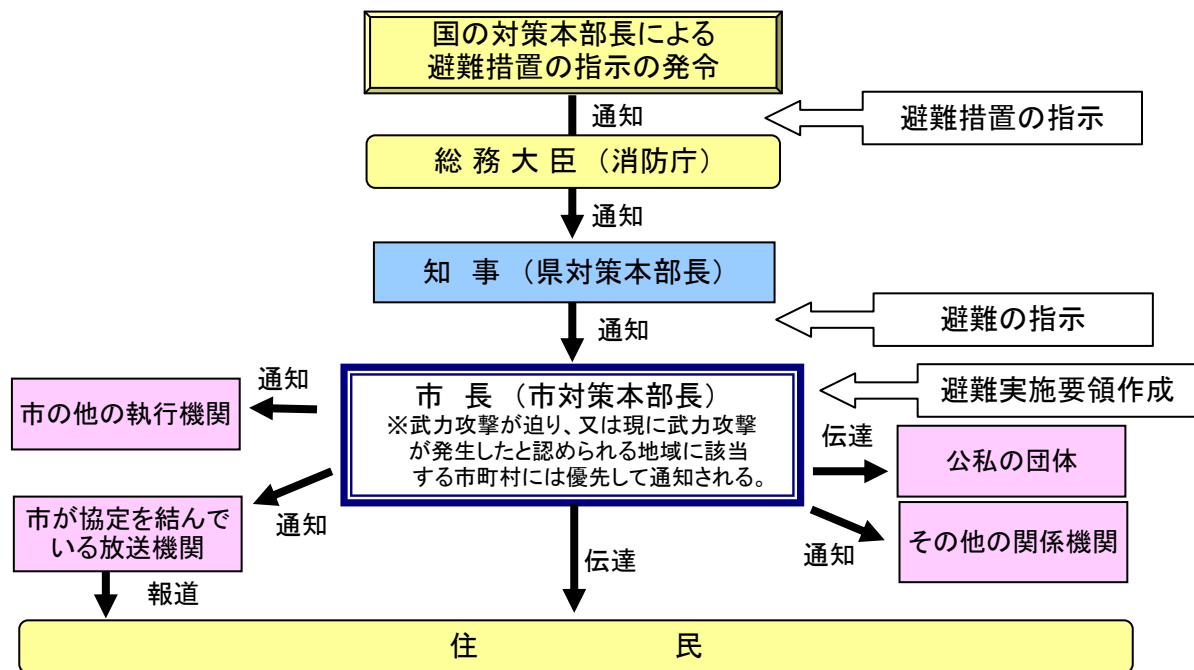 国の対策本部長による
避難措置の指示の発令
通知
避難措置の指示
総 務 大 臣 （消防庁）
通知
知 事 （県対策本部長）
通知
避難の指示
市 長 （市対策本部長）
※武力攻撃が迫り、又は現に武力攻撃
が発生したと認められる地域に該当
する市町村には優先して通知される。
避難実施要領作成
通知
市の他の執行機関
伝達
公私の団体
通知
市が協定を結んで
いる放送機関
通知
その他の関係機関
報道
伝達
住 民